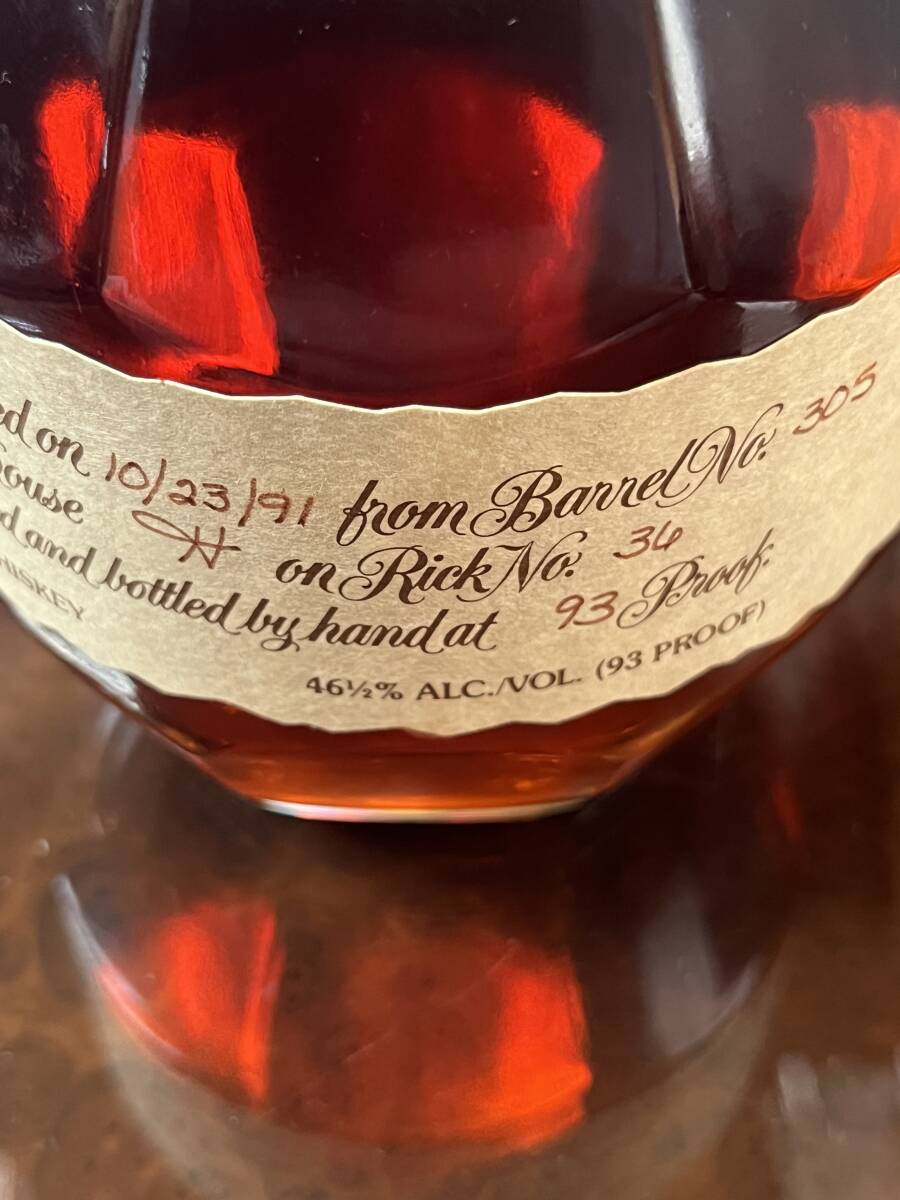 ed on 10/23/91 from Barrel No. 305
ouse H on Rick No. 36
d and bottled by hand at 93 Proof.
HISKEY 46½% ALC./VOL. (93 PROOF)